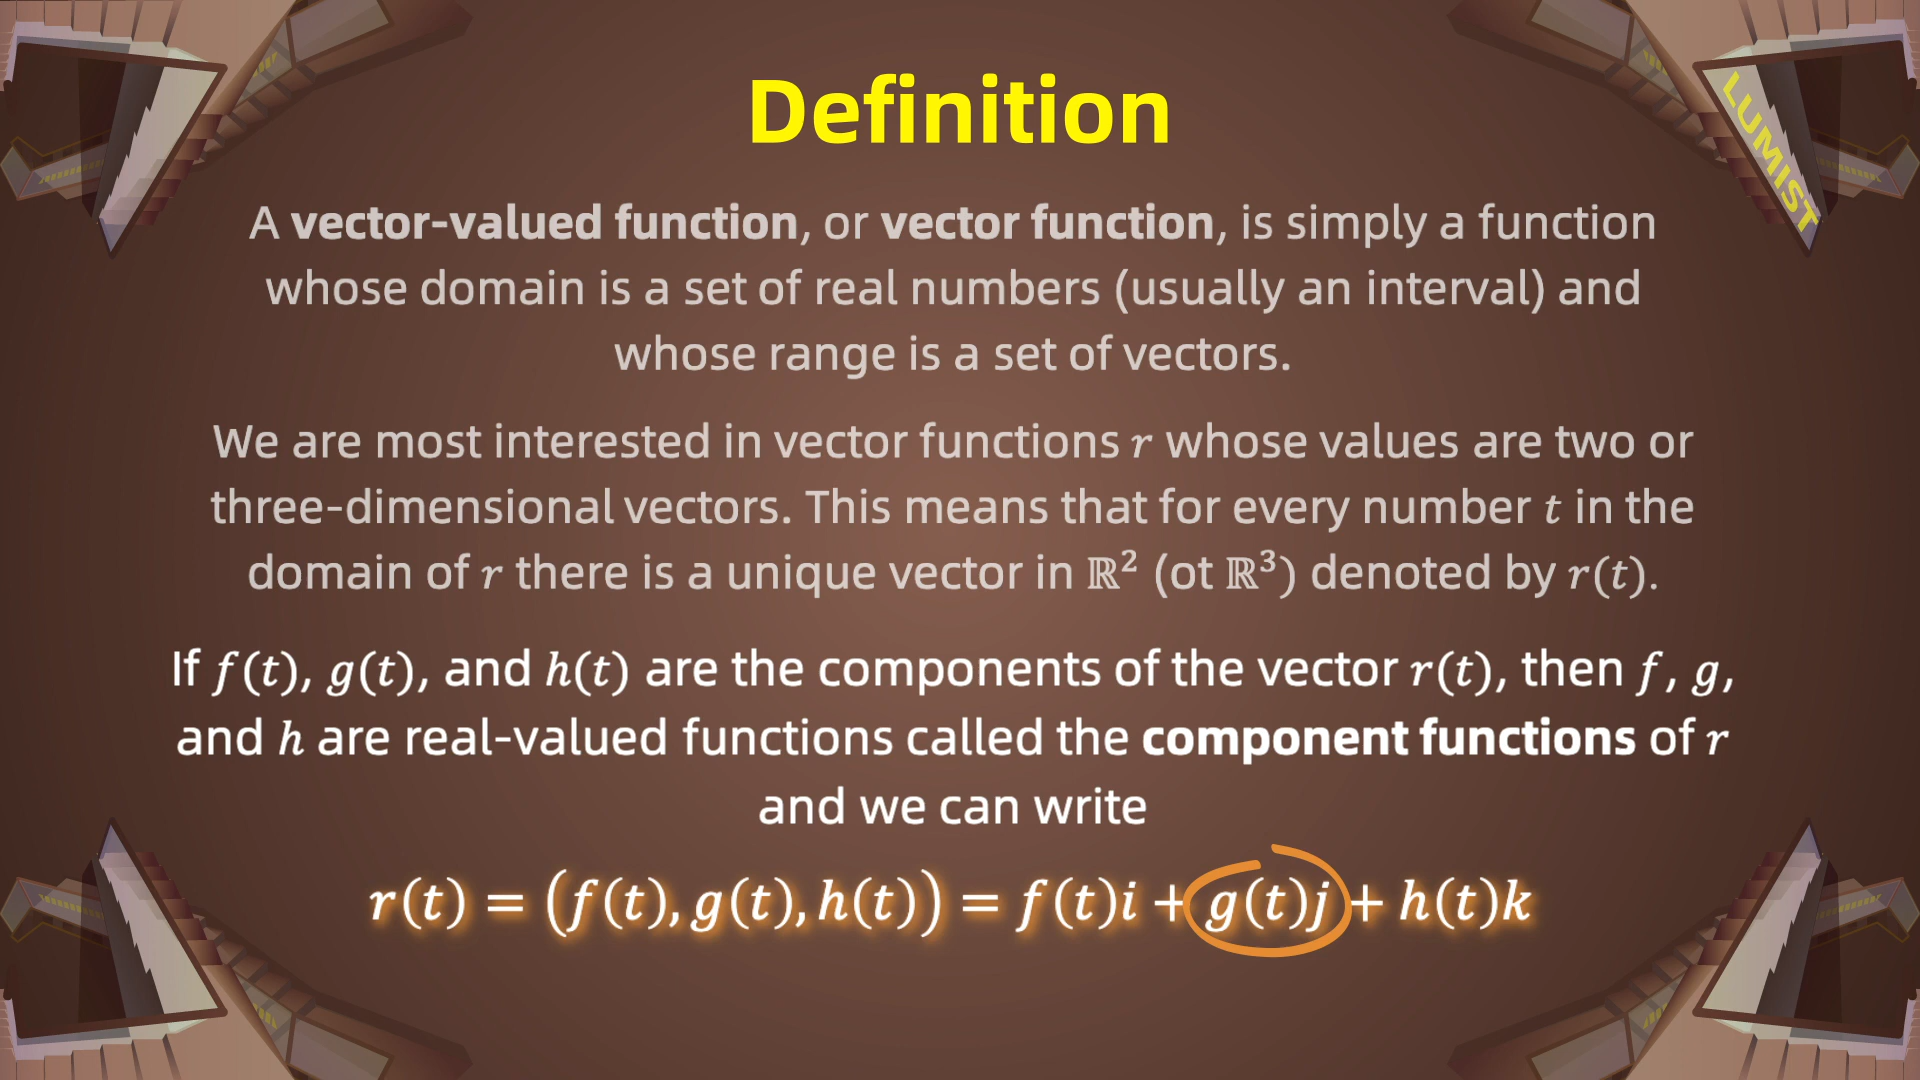 Definition
LUMIST
A vector-valued function, or vector function, is simply a function
whose domain is a set of real numbers (usually an interval) and
whose range is a set of vectors.
We are most interested in vector functions r whose values are two or
three-dimensional vectors. This means that for every number t in the
domain of r there is a unique vector in ℝ² (ot ℝ³) denoted by r(t).
If f(t), g(t), and h(t) are the components of the vector r(t), then f, g,
and h are real-valued functions called the component functions of r
and we can write
r(t) = (f(t), g(t), h(t)) = f(t)i + g(t)j + h(t)k